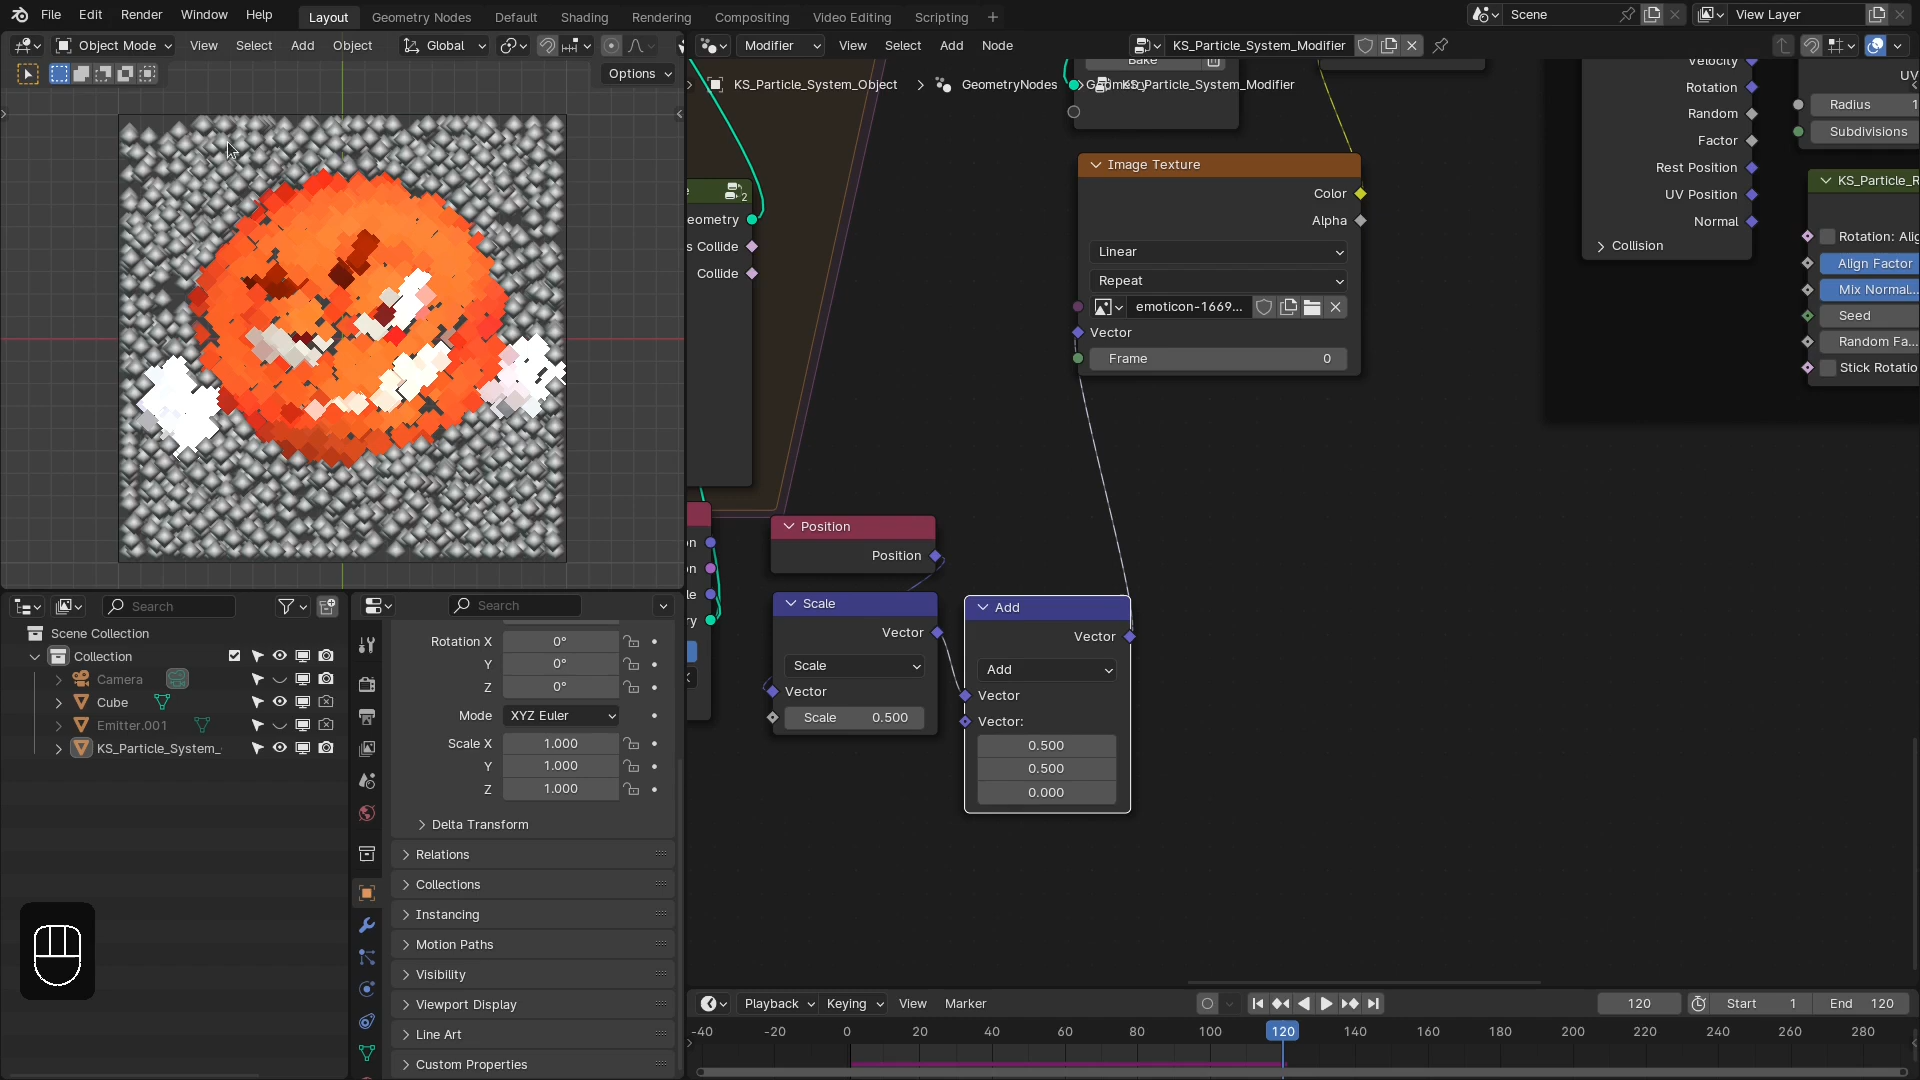 File Edit Render Window Help Layout Geometry Nodes Default Shading Rendering Compositing Video Editing Scripting + Scene View Layer
Object Mode View Select Add Object Global Modifier View Select Add Node KS_Particle_System_Modifier
Options
KS_Particle_System_Object > GeometryNodes > KS_Particle_System_Modifier
Bake
Velocity
Rotation
Random
Factor
Rest Position
UV Position
Normal
Collision
UV
Radius 1
Subdivisions
KS_Particle_R
Rotation: Alig
Align Factor
Mix Normal...
Seed
Random Fa...
Stick Rotatio
Image Texture
Color
Alpha
Linear
Repeat
emoticon-1669...
Vector
Frame 0
eometry
s Collide
Collide
Position
Position
Scale
Vector
Scale
Vector
Scale 0.500
Add
Vector
Add
Vector
Vector:
0.500
0.500
0.000
Search
Scene Collection
Collection
Camera
Cube
Emitter.001
KS_Particle_System_
Search
Rotation X 0°
Y 0°
Z 0°
Mode XYZ Euler
Scale X 1.000
Y 1.000
Z 1.000
Delta Transform
Relations
Collections
Instancing
Motion Paths
Visibility
Viewport Display
Line Art
Custom Properties
Playback Keying View Marker 120 Start 1 End 120
-40 -20 0 20 40 60 80 100 120 140 160 180 200 220 240 260 280